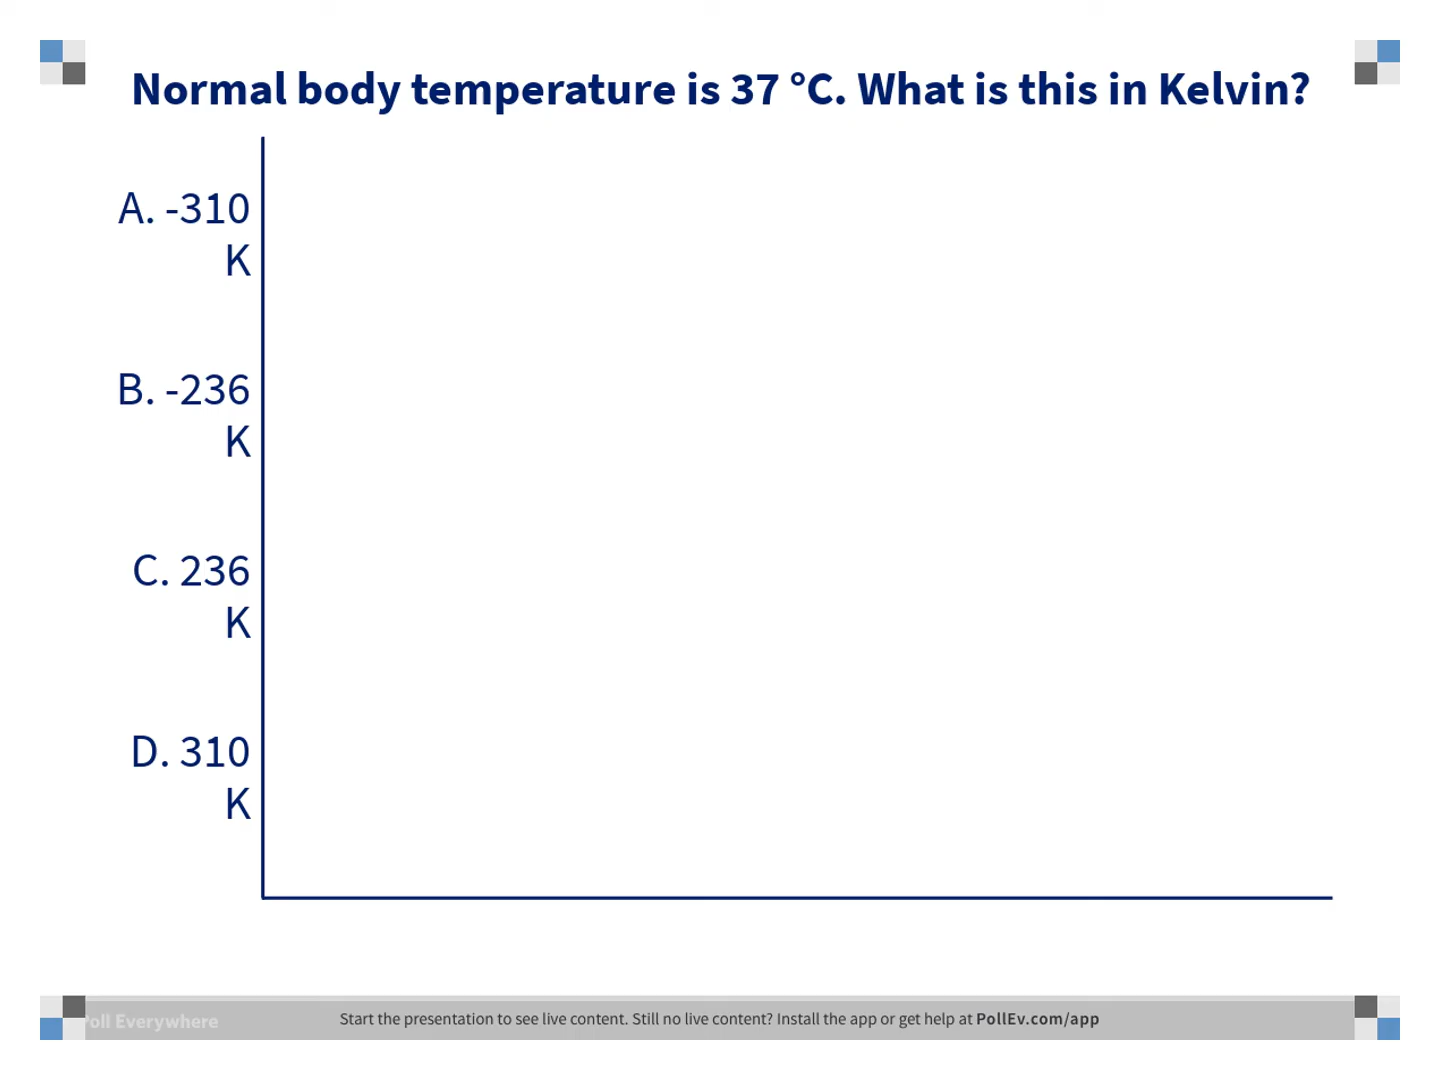 Normal body temperature is 37 °C. What is this in Kelvin?
A. -310
K
B. -236
K
C. 236
K
D. 310
K
Poll Everywhere
Start the presentation to see live content. Still no live content? Install the app or get help at PollEv.com/app